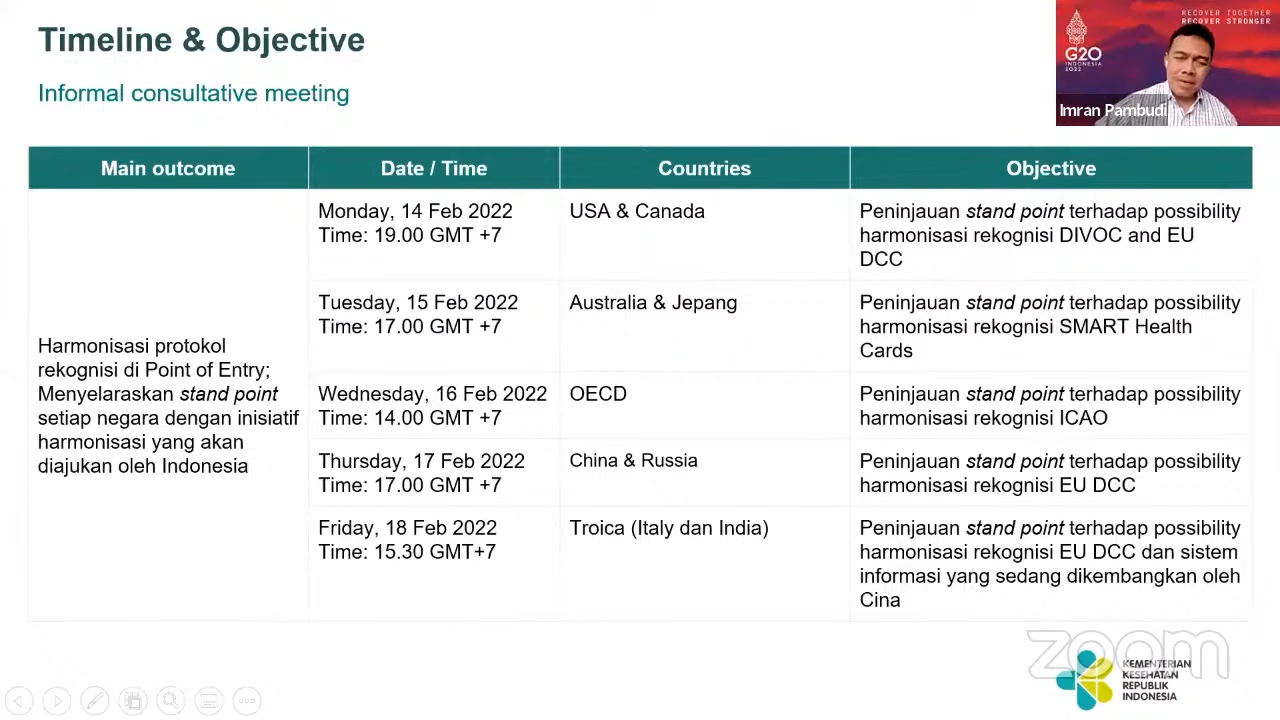 Timeline & Objective
Informal consultative meeting
RECOVER TOGETHER
RECOVER STRONGER
G20
INDONESIA
2022
Imran Pambudi
Main outcome
Date / Time
Countries
Objective
Harmonisasi protokol
rekognisi di Point of Entry;
Menyelaraskan stand point
setiap negara dengan inisiatif
harmonisasi yang akan
diajukan oleh Indonesia
Monday, 14 Feb 2022
Time: 19.00 GMT +7
USA & Canada
Peninjauan stand point terhadap possibility
harmonisasi rekognisi DIVOC and EU
DCC
Tuesday, 15 Feb 2022
Time: 17.00 GMT +7
Australia & Jepang
Peninjauan stand point terhadap possibility
harmonisasi rekognisi SMART Health
Cards
Wednesday, 16 Feb 2022
Time: 14.00 GMT +7
OECD
Peninjauan stand point terhadap possibility
harmonisasi rekognisi ICAO
Thursday, 17 Feb 2022
Time: 17.00 GMT +7
China & Russia
Peninjauan stand point terhadap possibility
harmonisasi rekognisi EU DCC
Friday, 18 Feb 2022
Time: 15.30 GMT+7
Troica (Italy dan India)
Peninjauan stand point terhadap possibility
harmonisasi rekognisi EU DCC dan sistem
informasi yang sedang dikembangkan oleh
Cina
zoom
KEMENTERIAN
KESEHATAN
REPUBLIK
INDONESIA